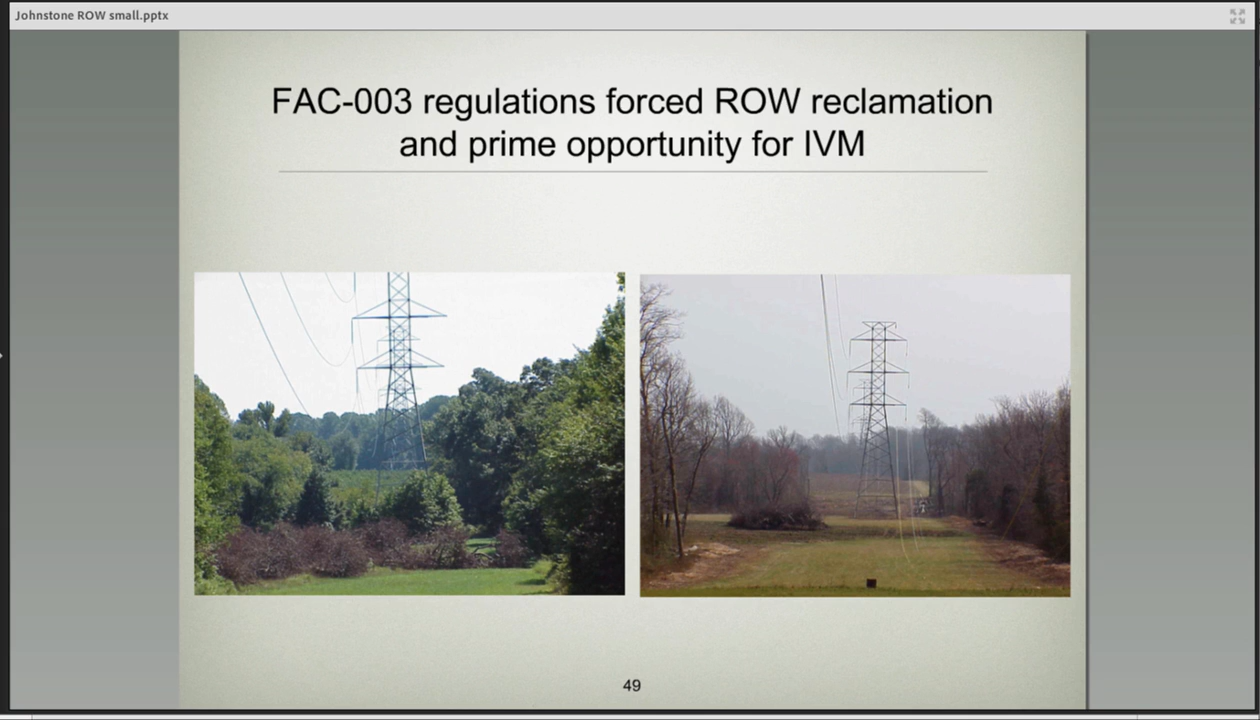 Johnstone ROW small.pptx
FAC-003 regulations forced ROW reclamation
and prime opportunity for IVM
49